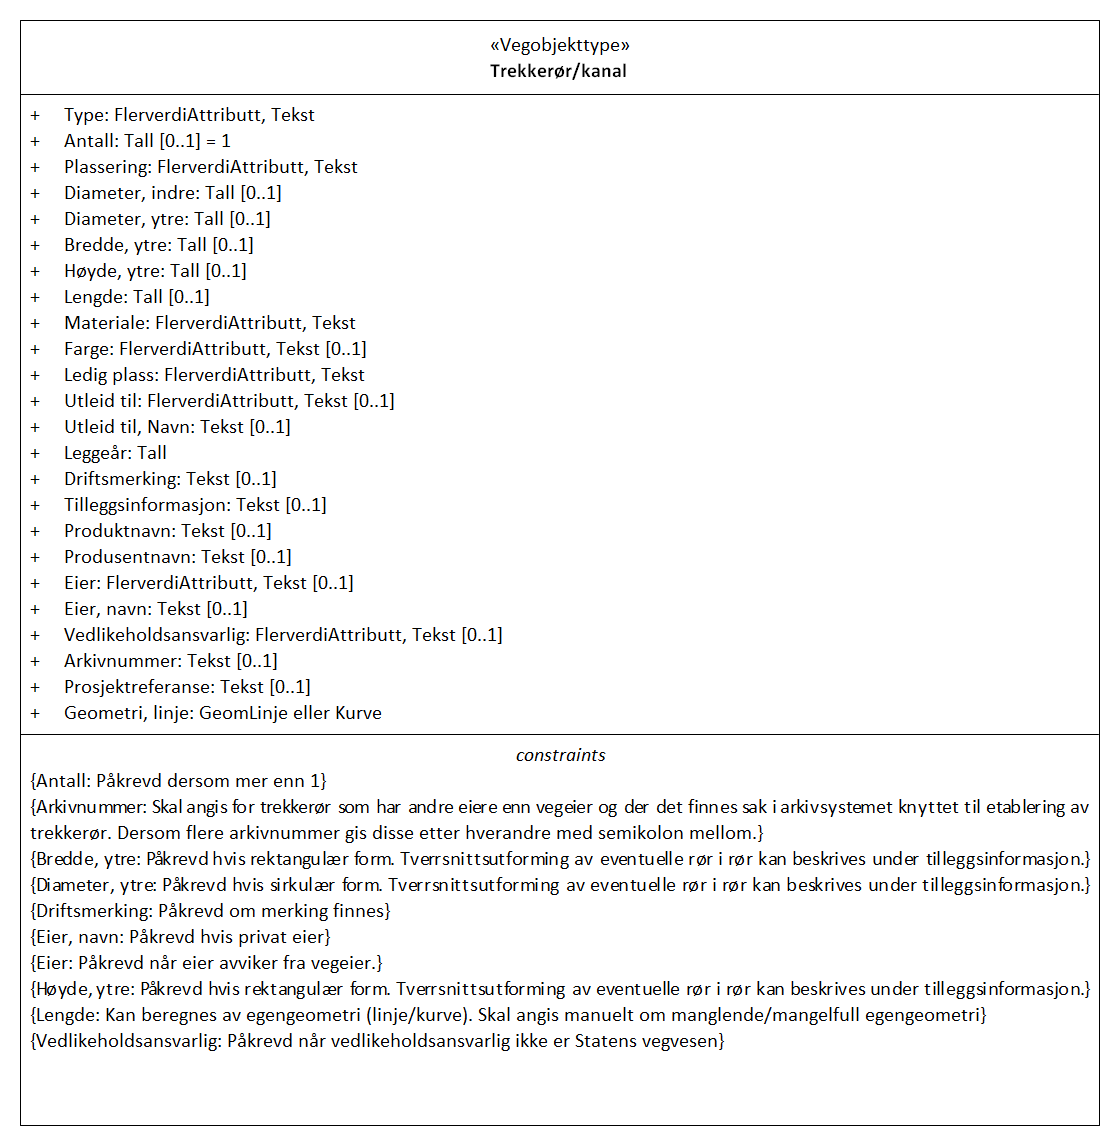 «Vegobjekttype»
Trekkerør/kanal
+ Type: FlerverdiAttributt, Tekst
+ Antall: Tall [0..1] = 1
+ Plassering: FlerverdiAttributt, Tekst
+ Diameter, indre: Tall [0..1]
+ Diameter, ytre: Tall [0..1]
+ Bredde, ytre: Tall [0..1]
+ Høyde, ytre: Tall [0..1]
+ Lengde: Tall [0..1]
+ Materiale: FlerverdiAttributt, Tekst
+ Farge: FlerverdiAttributt, Tekst [0..1]
+ Ledig plass: FlerverdiAttributt, Tekst
+ Utleid til: FlerverdiAttributt, Tekst [0..1]
+ Utleid til, Navn: Tekst [0..1]
+ Leggeår: Tall
+ Driftsmerking: Tekst [0..1]
+ Tilleggsinformasjon: Tekst [0..1]
+ Produktnavn: Tekst [0..1]
+ Produsentnavn: Tekst [0..1]
+ Eier: FlerverdiAttributt, Tekst [0..1]
+ Eier, navn: Tekst [0..1]
+ Vedlikeholdsansvarlig: FlerverdiAttributt, Tekst [0..1]
+ Arkivnummer: Tekst [0..1]
+ Prosjektreferanse: Tekst [0..1]
+ Geometri, linje: GeomLinje eller Kurve
constraints
{Antall: Påkrevd dersom mer enn 1}
{Arkivnummer: Skal angis for trekkerør som har andre eiere enn vegeier og der det finnes sak i arkivsystemet knyttet til etablering av
trekkerør. Dersom flere arkivnummer gis disse etter hverandre med semikolon mellom.}
{Bredde, ytre: Påkrevd hvis rektangulær form. Tverrsnittsutforming av eventuelle rør i rør kan beskrives under tilleggsinformasjon.}
{Diameter, ytre: Påkrevd hvis sirkulær form. Tverrsnittsutforming av eventuelle rør i rør kan beskrives under tilleggsinformasjon.}
{Driftsmerking: Påkrevd om merking finnes}
{Eier, navn: Påkrevd hvis privat eier}
{Eier: Påkrevd når eier avviker fra vegeier.}
{Høyde, ytre: Påkrevd hvis rektangulær form. Tverrsnittsutforming av eventuelle rør i rør kan beskrives under tilleggsinformasjon.}
{Lengde: Kan beregnes av egengeometri (linje/kurve). Skal angis manuelt om manglende/mangelfull egengeometri}
{Vedlikeholdsansvarlig: Påkrevd når vedlikeholdsansvarlig ikke er Statens vegvesen}